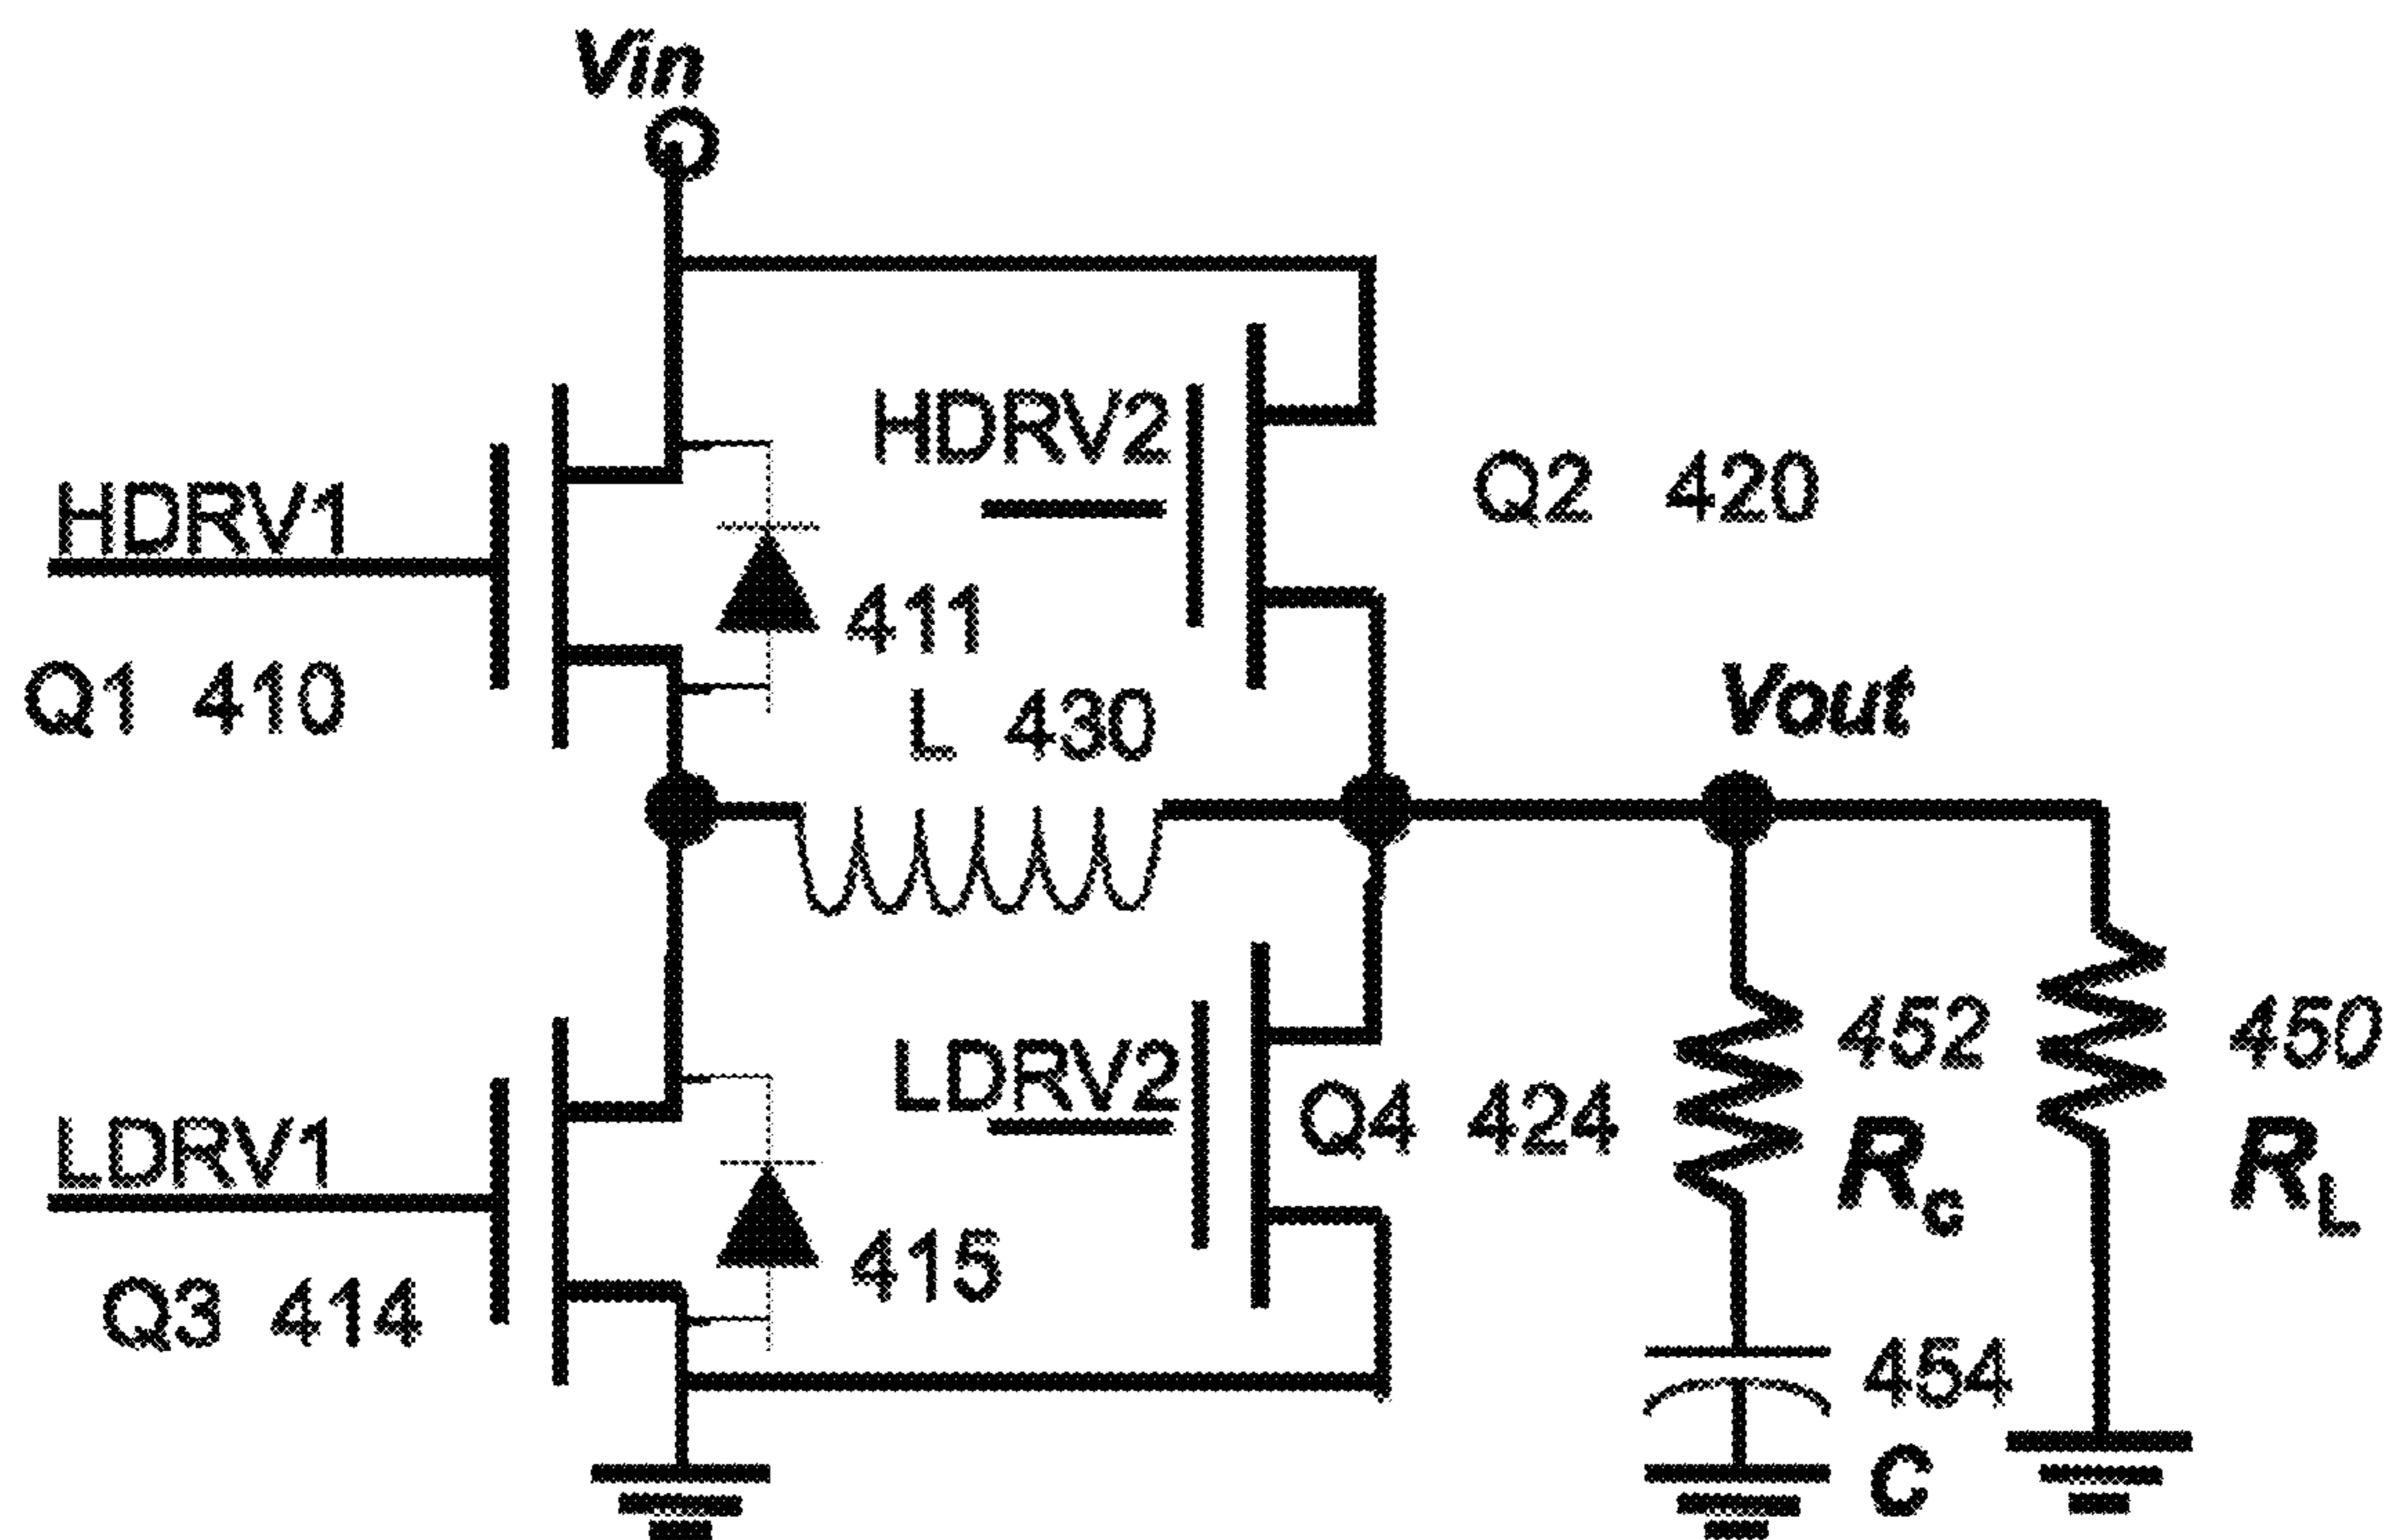 Vin
HDRV2
Q2 420
HDRV1
411
Q1 410
L 430
Vout
452
450
LDRV2
Q4 424
LDRV1
Rc
RL
415
Q3 414
454
C